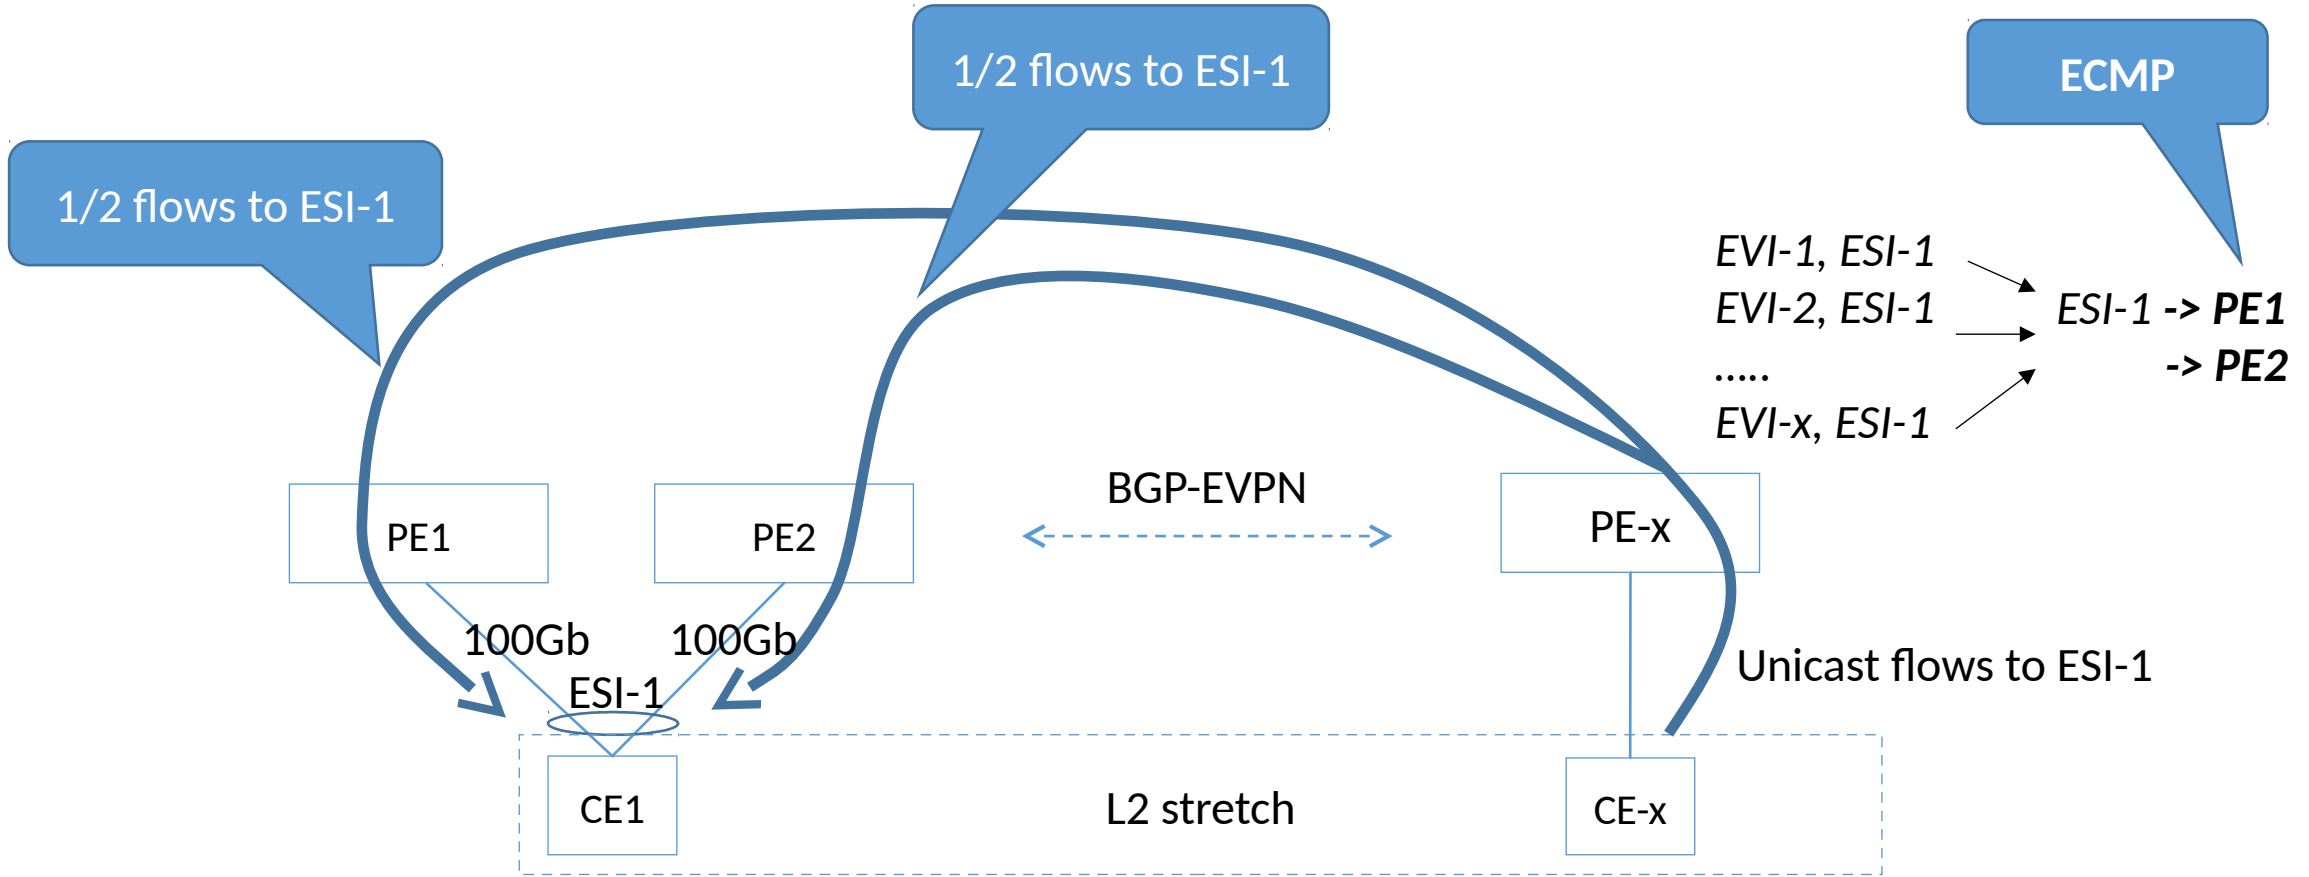 1/2 flows to ESI-1
ECMP
1/2 flows to ESI-1
EVI-1, ESI-1
EVI-2, ESI-1
.....
EVI-x, ESI-1
ESI-1 -> PE1
-> PE2
BGP-EVPN
PE1
PE2
PE-x
100Gb
100Gb
ESI-1
Unicast flows to ESI-1
CE1
L2 stretch
CE-x